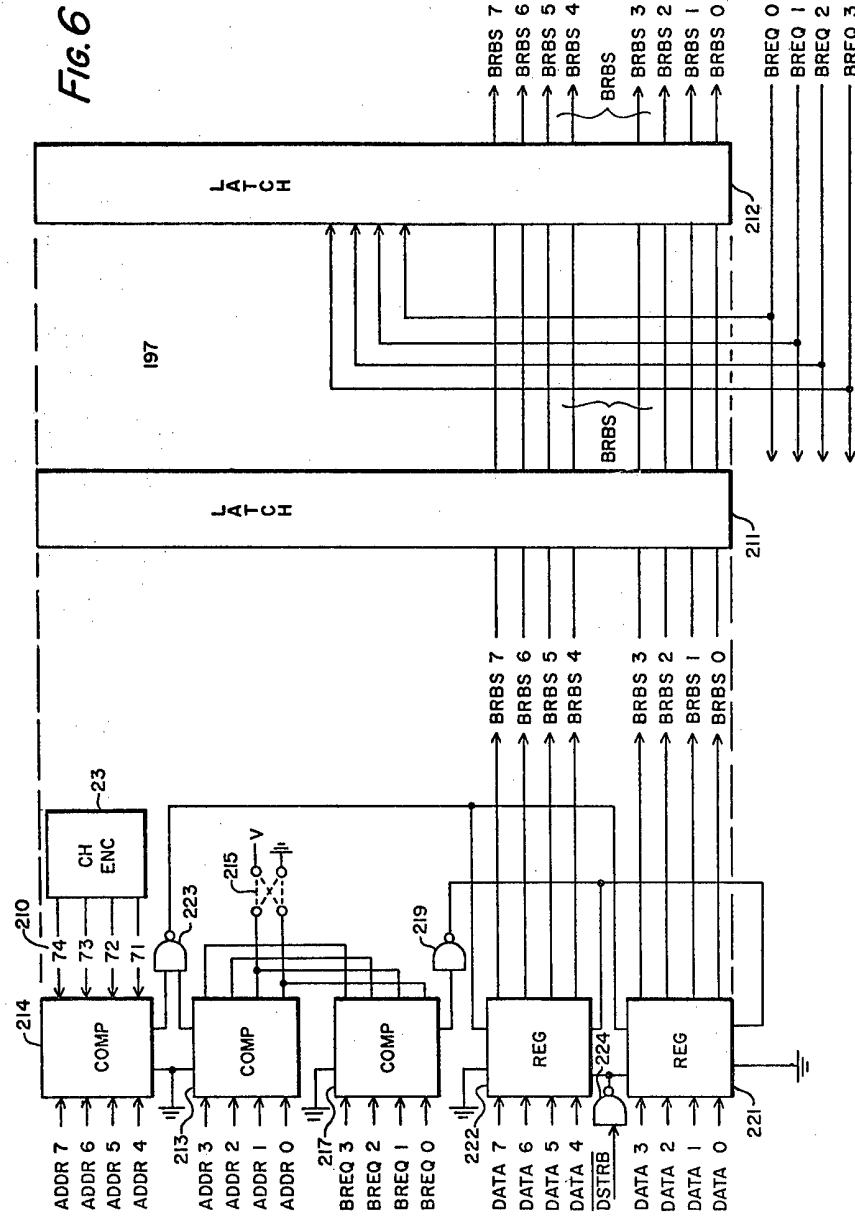 FIG. 6
ADDR 7
ADDR 6
ADDR 5
ADDR 4
214
COMP
210
74
73
72
71
23
CH
ENC
223
ADDR 3
ADDR 2
ADDR 1
ADDR 0
213
COMP
215
V
BREQ 3
BREQ 2
BREQ 1
BREQ 0
217
COMP
219
DATA 7
DATA 6
DATA 5
DATA 4
222
REG
DSTRB
224
DATA 3
DATA 2
DATA 1
DATA 0
REG
221
BRBS 7
BRBS 6
BRBS 5
BRBS 4
BRBS 3
BRBS 2
BRBS 1
BRBS 0
LATCH
211
197
BRBS
LATCH
212
BRBS 7
BRBS 6
BRBS 5
BRBS 4
BRBS
BRBS 3
BRBS 2
BRBS 1
BRBS 0
BREQ 0
BREQ 1
BREQ 2
BREQ 3